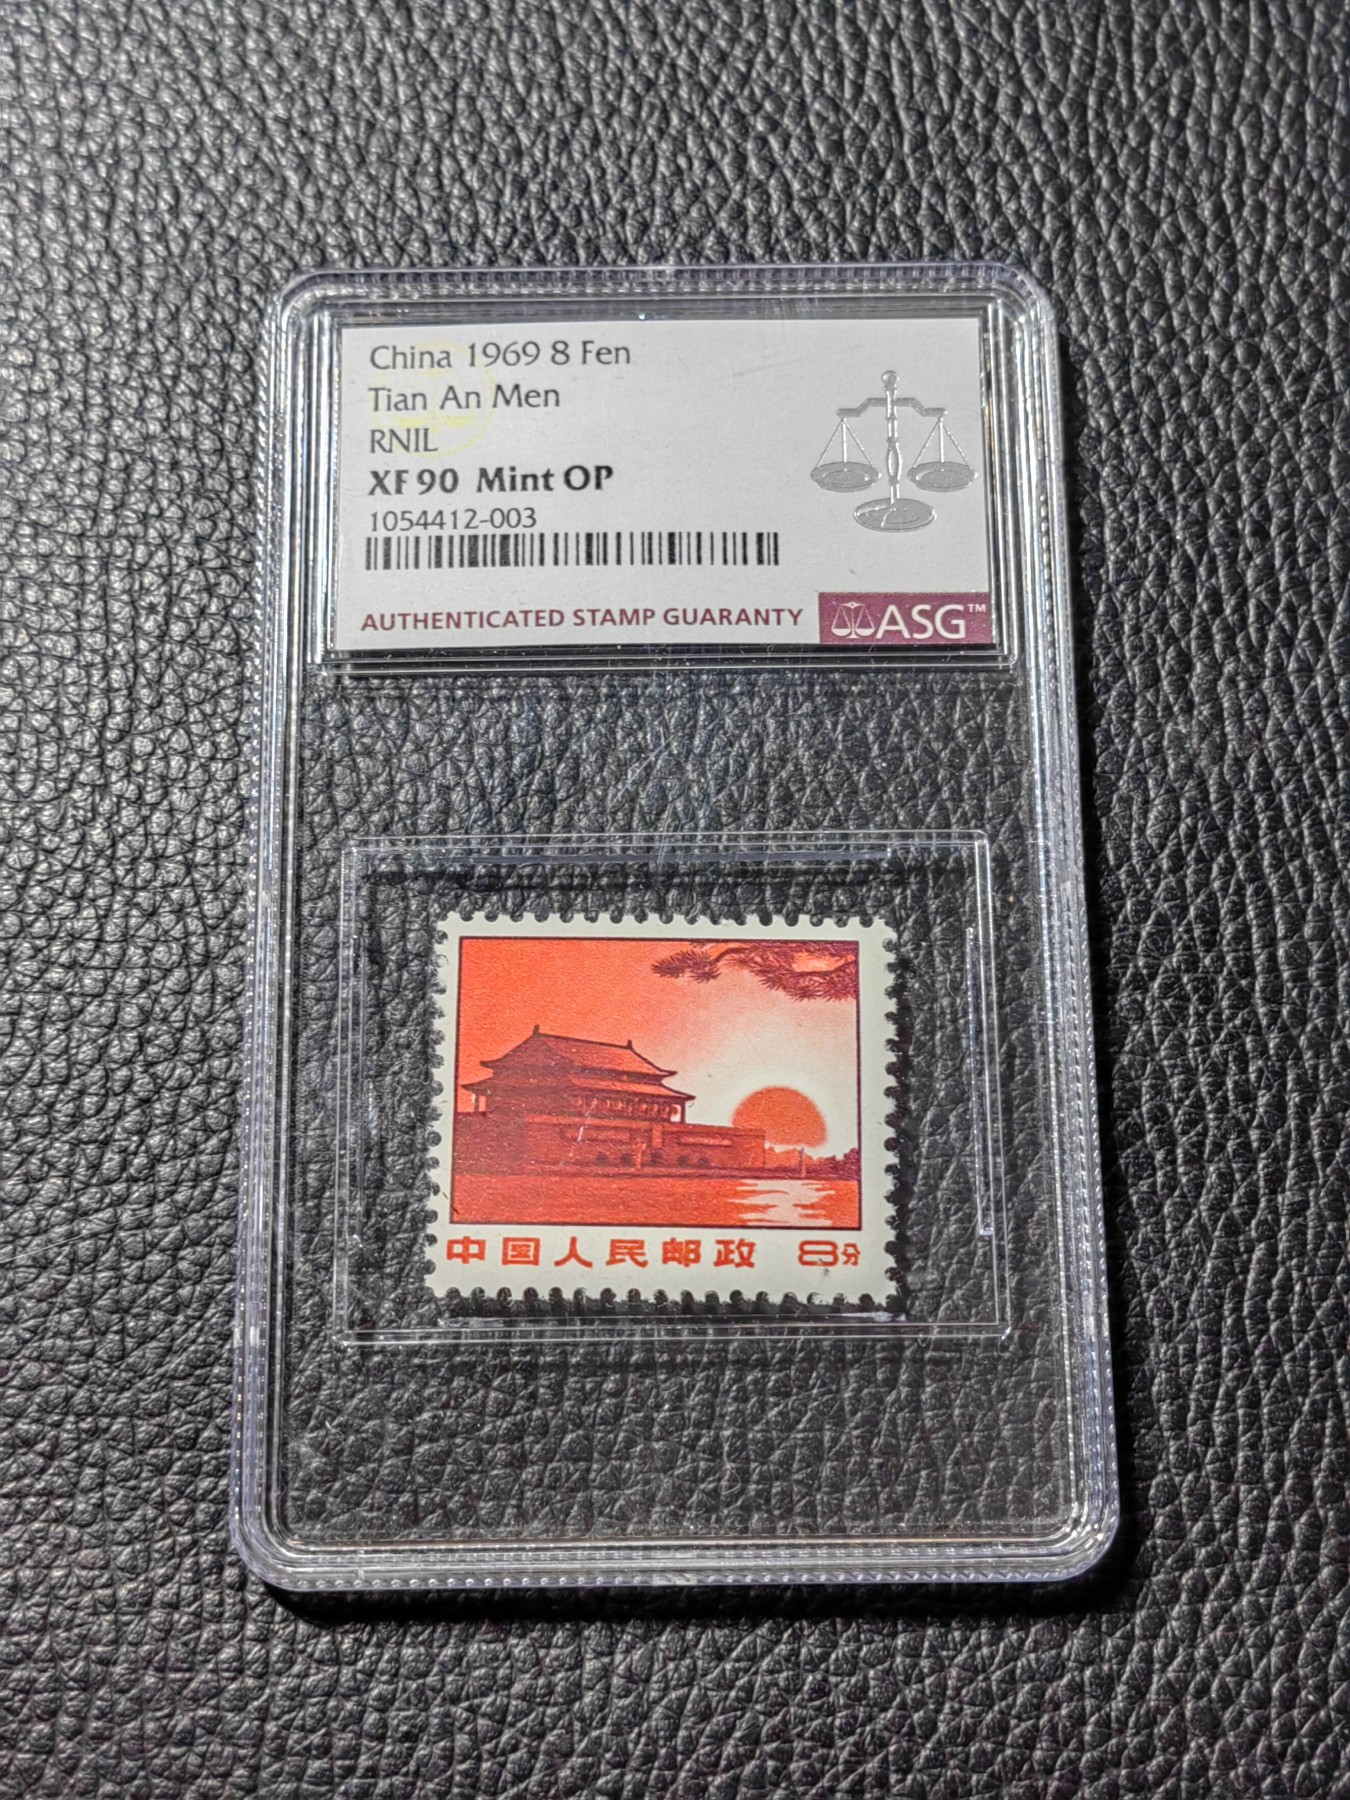 China 1969 8 Fen
Tian An Men
RNIL
XF 90 Mint OP
1054412-003
AUTHENTICATED STAMP GUARANTY ASG™
中国人民邮政 8分